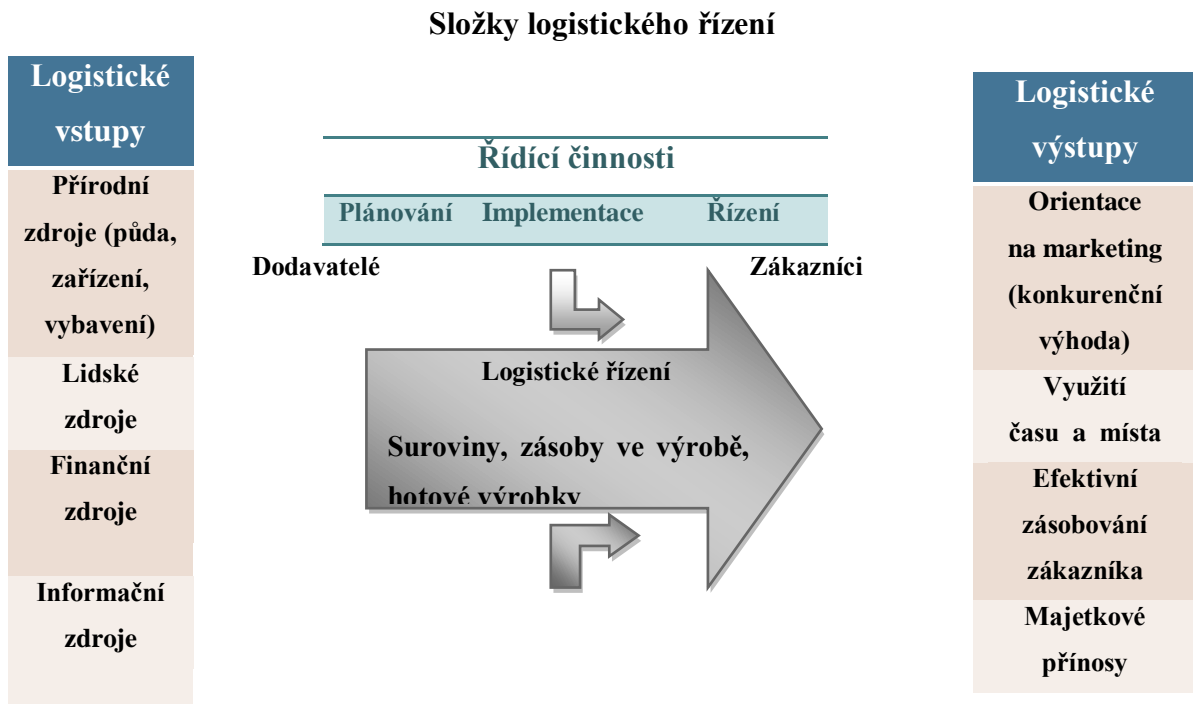 Složky logistického řízení
Logistické
vstupy
Přírodní
zdroje (půda,
zařízení,
vybavení)
Lidské
zdroje
Finanční
zdroje
Informační
zdroje
Řídící činnosti
Plánování Implementace Řízení
Dodavatelé Zákazníci
Logistické řízení
Suroviny, zásoby ve výrobě,
hotové výrobky
Logistické
výstupy
Orientace
na marketing
(konkurenční
výhoda)
Využití
času a místa
Efektivní
zásobování
zákazníka
Majetkové
přínosy